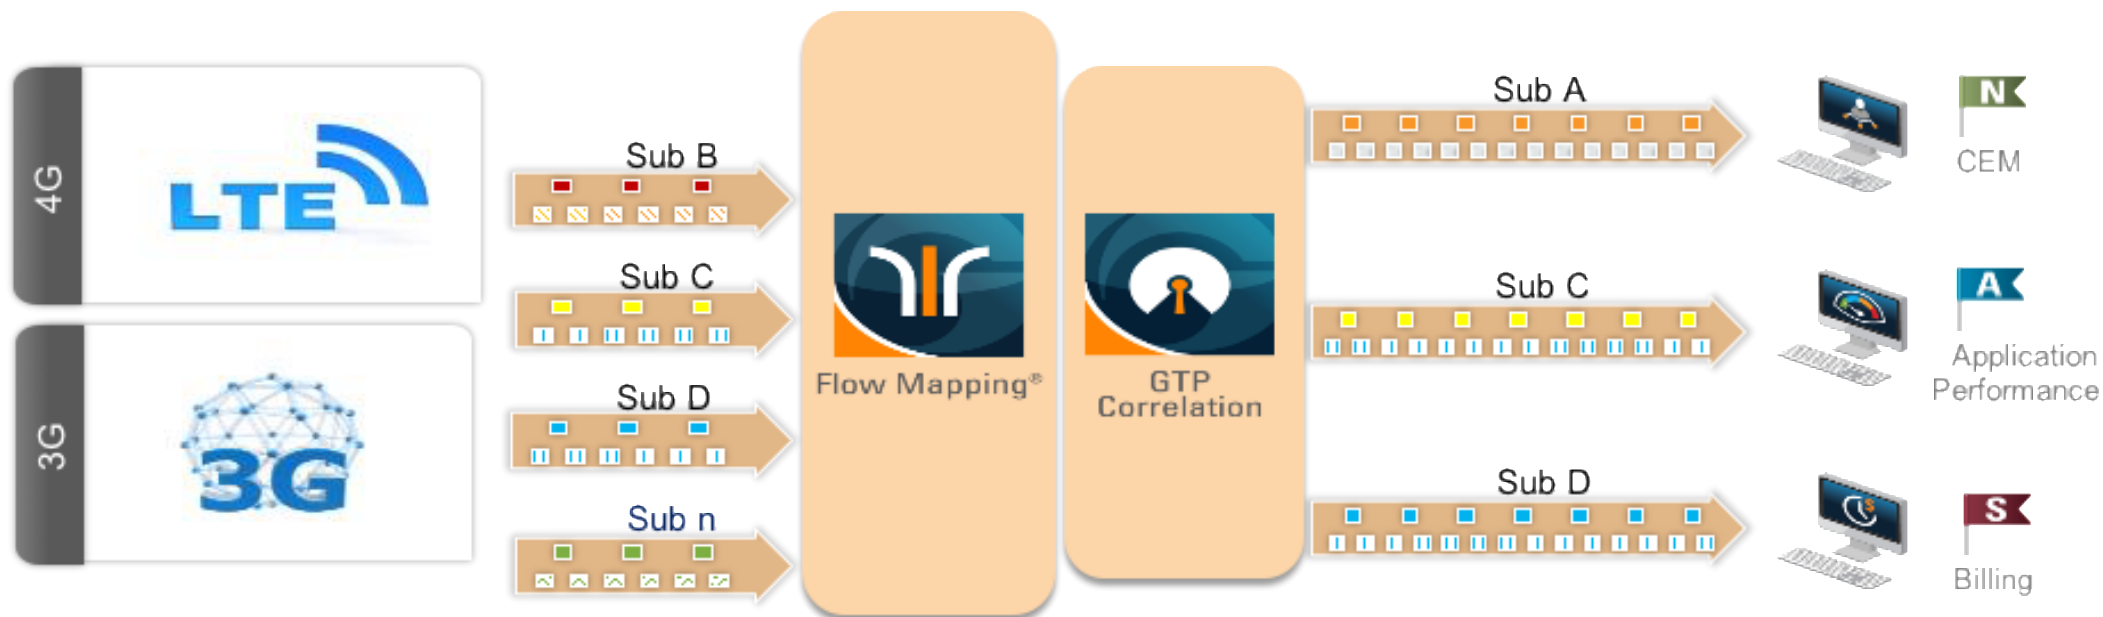 4G
LTE
3G
3G
Sub B
Sub C
Sub D
Sub n
Flow Mapping®
GTP
Correlation
Sub A
Sub C
Sub D
N
CEM
A
Application
Performance
S
Billing